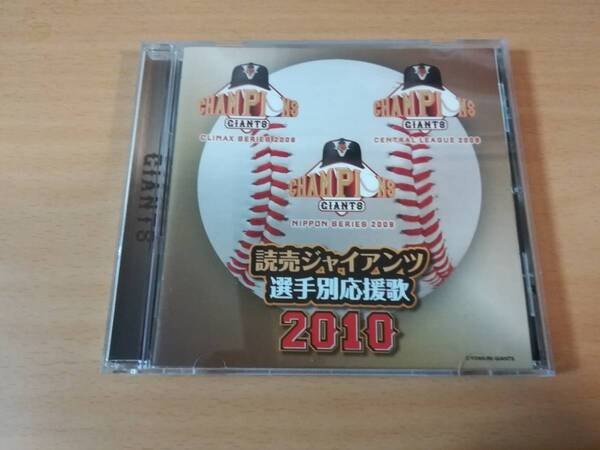 CHAMPIONS
GIANTS
CLIMAX SERIES 2009
CHAMPIONS
GIANTS
CENTRAL LEAGUE 2009
CHAMPIONS
GIANTS
NIPPON SERIES 2009
読売ジャイアンツ
選手別応援歌
2010
GIANTS